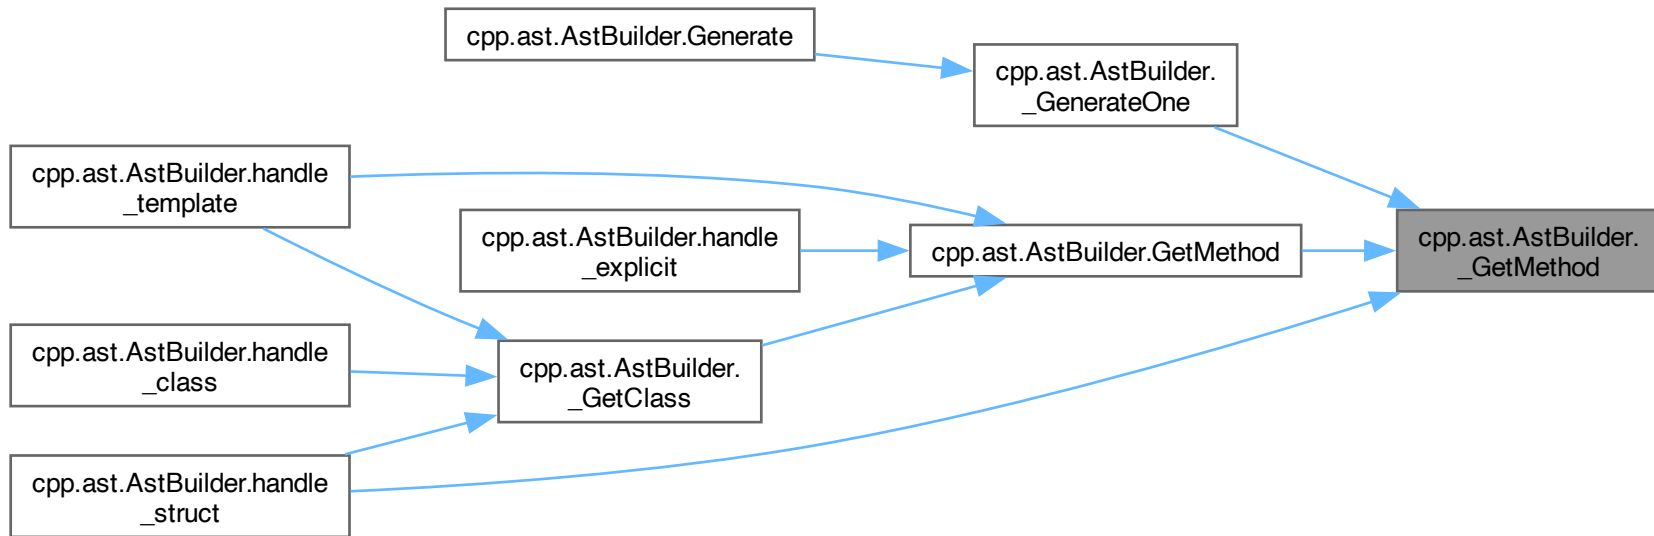 cpp.ast.AstBuilder.Generate
cpp.ast.AstBuilder.
_GenerateOne
cpp.ast.AstBuilder.handle
_template
cpp.ast.AstBuilder.handle
_explicit
cpp.ast.AstBuilder.GetMethod
cpp.ast.AstBuilder.
_GetMethod
cpp.ast.AstBuilder.handle
_class
cpp.ast.AstBuilder.
_GetClass
cpp.ast.AstBuilder.handle
_struct